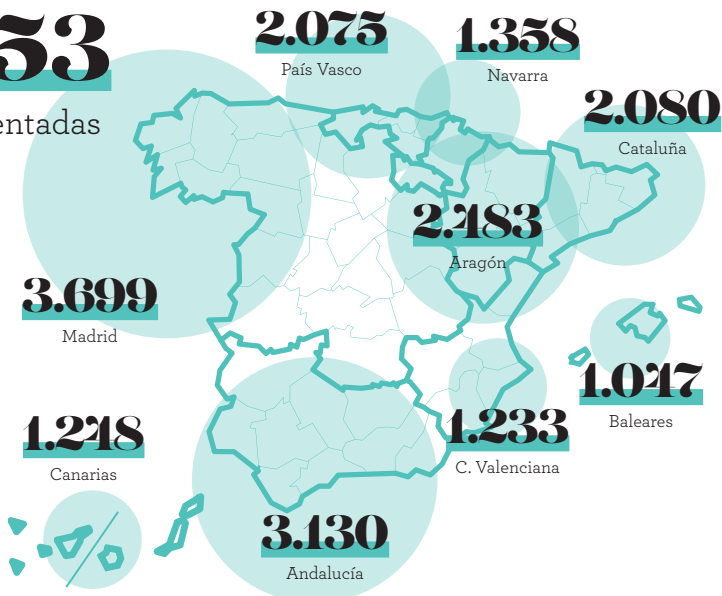 53
entadas
2.075
País Vasco
1.358
Navarra
2.080
Cataluña
2.483
Aragón
3.699
Madrid
1.047
Baleares
1.233
C. Valenciana
1.248
Canarias
3.130
Andalucía